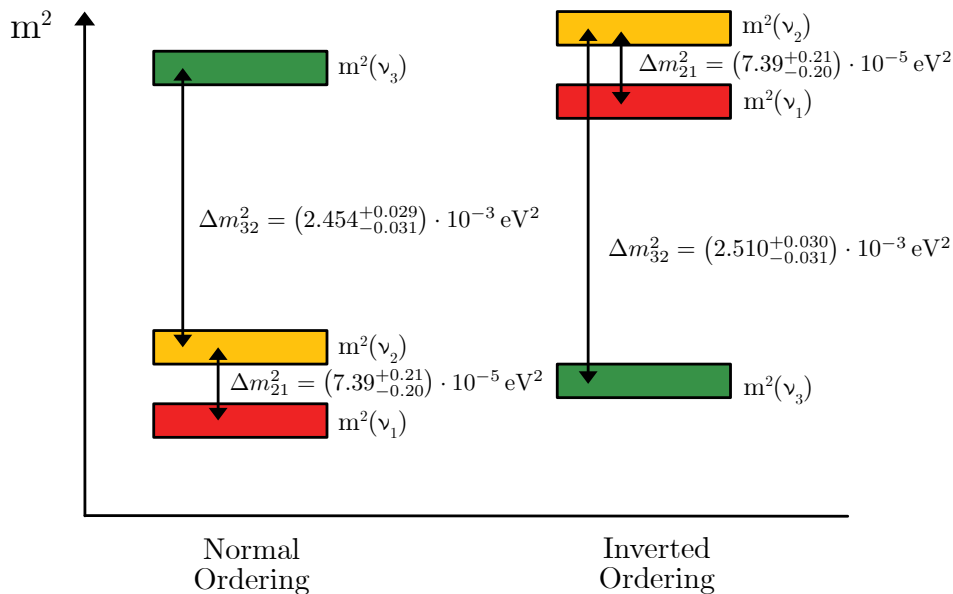 m²
m²(ν₃)
Δm²₃₂ = (2.454⁺⁰·⁰²⁹₋₀.₀₃₁) · 10⁻³ eV²
m²(ν₂)
Δm²₂₁ = (7.39⁺⁰·²¹₋₀.₂₀) · 10⁻⁵ eV²
m²(ν₁)
m²(ν₂)
Δm²₂₁ = (7.39⁺⁰·²¹₋₀.₂₀) · 10⁻⁵ eV²
m²(ν₁)
Δm²₃₂ = (2.510⁺⁰·⁰³⁰₋₀.₀₃₁) · 10⁻³ eV²
m²(ν₃)
Normal
Ordering
Inverted
Ordering